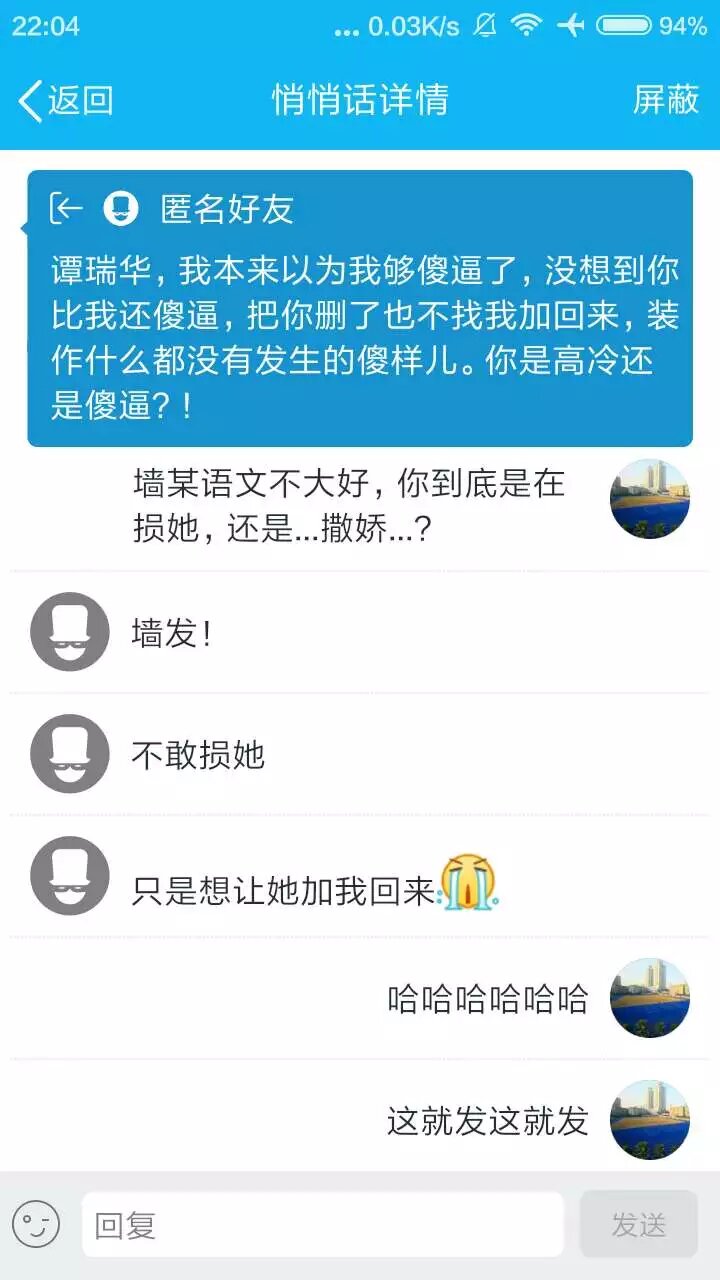 22:04
... 0.03K/s
94%
返回
悄悄话详情
屏蔽
匿名好友
谭瑞华，我本来以为我够傻逼了，没想到你
比我还傻逼，把你删了也不找我加回来，装
作什么都没有发生的傻样儿。你是高冷还
是傻逼？！
墙某语文不大好，你到底是在
损她，还是...撒娇...？
墙发！
不敢损她
只是想让她加我回来
哈哈哈哈哈哈
这就发这就发
回复
发送